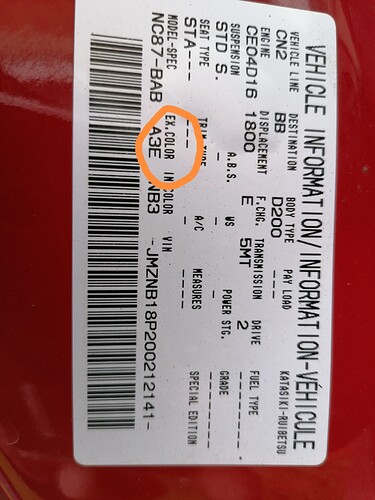 VEHICLE INFORMATION/INFORMATION-VÉHICULE
KATASIKI-RUIBETSU
VEHICLE LINE DESTINATION BODY TYPE PAY LOAD
CN2 BB D200 ---
ENGINE DISPLACEMENT F.CHG. TRANSMISSION DRIVE FUEL TYPE
CE04D16 1800 E 5MT 2 ---
SUSPENSION A.B.S. WS POWER STG. GRADE
STD S. - - - ---
SEAT TYPE TRIM TYPE A/C MEASURES SPECIAL EDITION
STA--- --- - ---- ----
MODEL-SPEC EX.COLOR IN COLOR VIN
NC87-BAB A3E NB3 -JMZNB18P200212141-